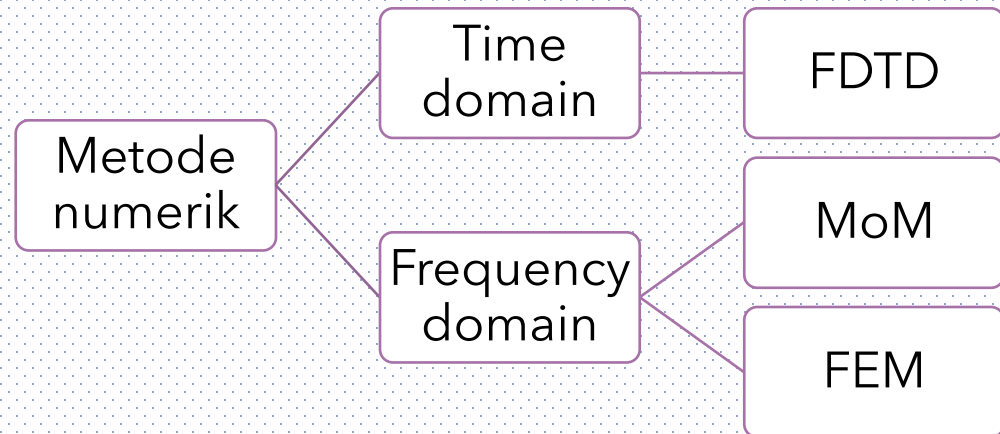 Metode
numerik
Time
domain
FDTD
Frequency
domain
MoM
FEM